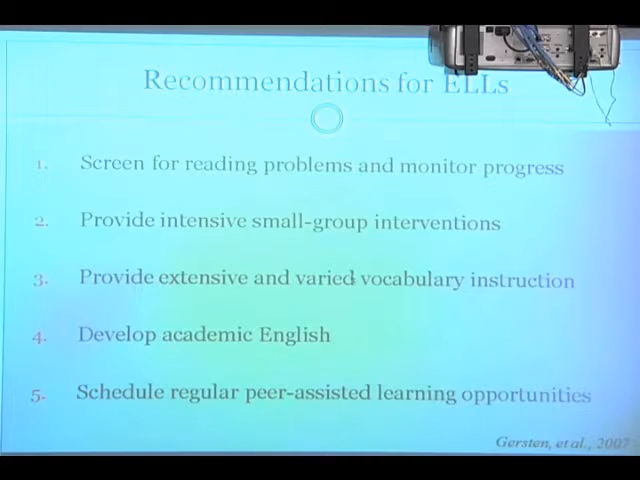 Recommendations for ELLs
1. Screen for reading problems and monitor progress
2. Provide intensive small-group interventions
3. Provide extensive and varied vocabulary instruction
4. Develop academic English
5. Schedule regular peer-assisted learning opportunities
Gersten, et al., 2007